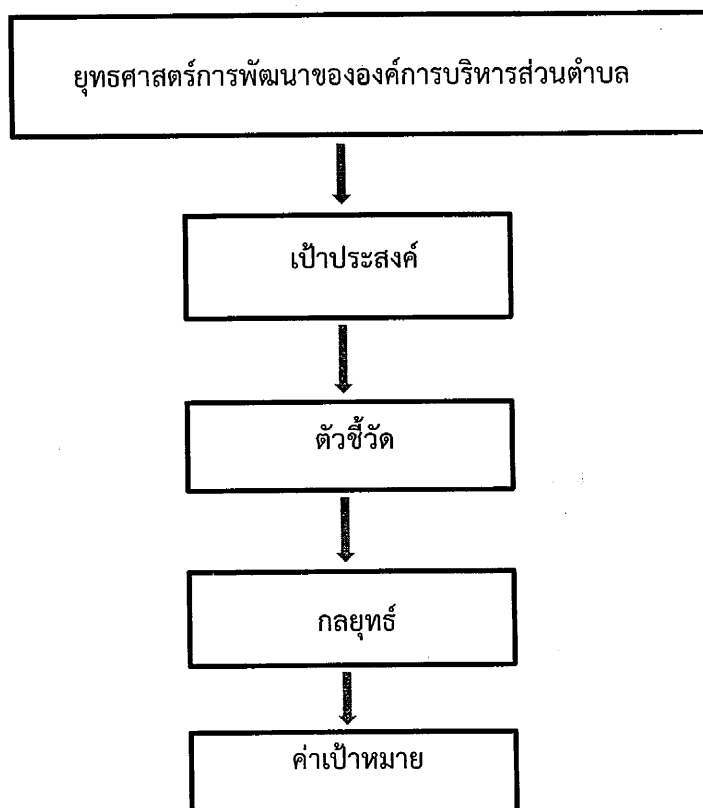 ยุทธศาสตร์การพัฒนาขององค์การบริหารส่วนตำบล
เป้าประสงค์
ตัวชี้วัด
กลยุทธ์
ค่าเป้าหมาย